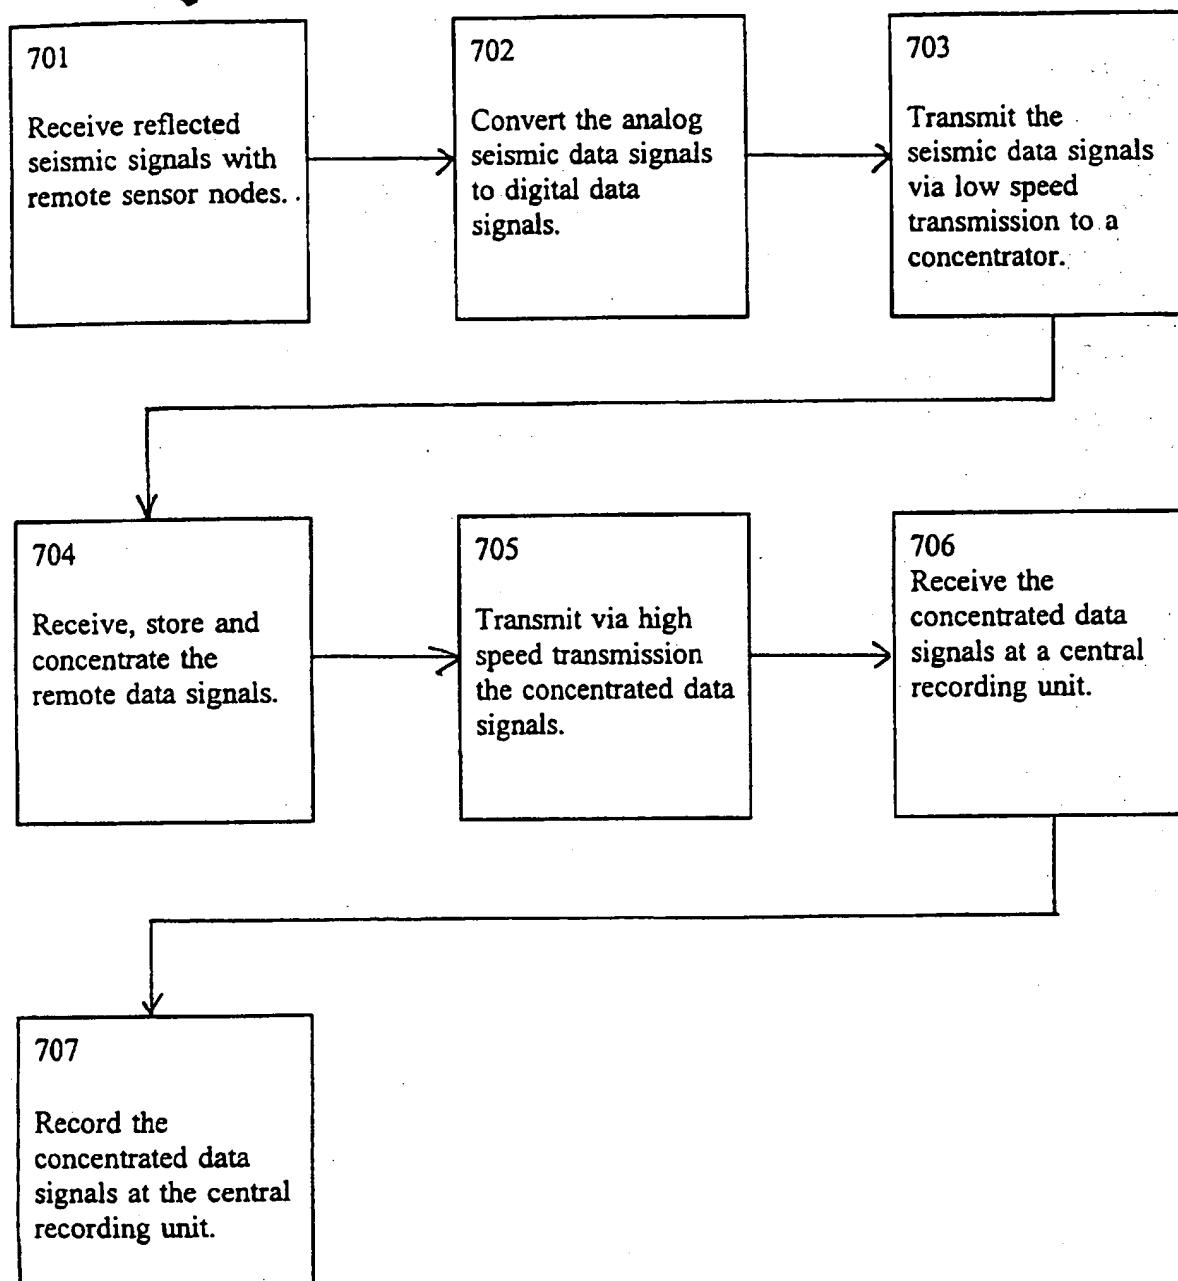 701
Receive reflected
seismic signals with
remote sensor nodes.
702
Convert the analog
seismic data signals
to digital data
signals.
703
Transmit the
seismic data signals
via low speed
transmission to a
concentrator.
704
Receive, store and
concentrate the
remote data signals.
705
Transmit via high
speed transmission
the concentrated data
signals.
706
Receive the
concentrated data
signals at a central
recording unit.
707
Record the
concentrated data
signals at the central
recording unit.